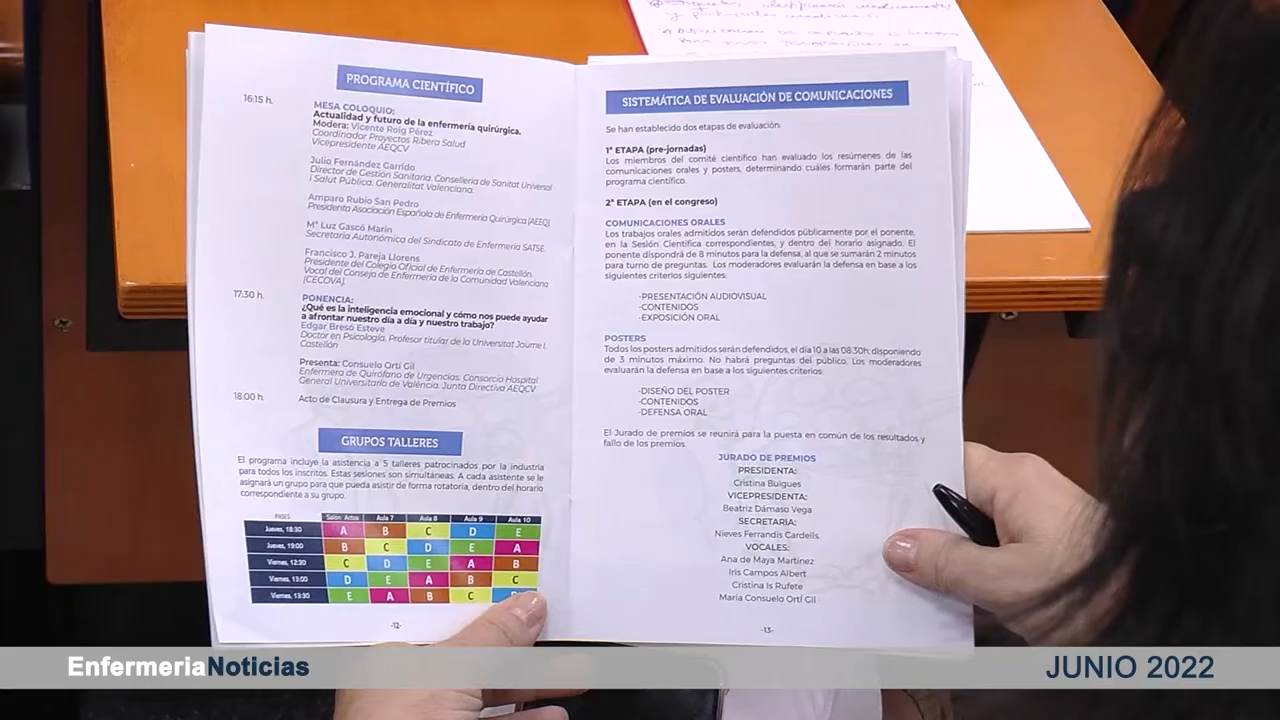 PROGRAMA CIENTÍFICO
16:15 h.
MESA COLOQUIO:
Actualidad y futuro de la enfermería quirúrgica.
Modera: Vicente Roig Pérez
Coordinador Proyectos Ribera Salud
Vicepresidente AEQCV
Julio Fernández Garrido
Director de Gestión Sanitaria. Conselleria de Sanitat Universal
i Salut Pública. Generalitat Valenciana
Amparo Rubio San Pedro
Presidenta Asociación Española de Enfermería Quirúrgica (AEEQ)
Mª Luz Gascó Marín
Secretaria Autonómica del Sindicato de Enfermería SATSE
Francisco J. Pareja Llorens
Presidente del Colegio Oficial de Enfermería de Castellón.
Vocal del Consejo de Enfermería de la Comunidad Valenciana
(CECOVA).
17:30 h.
PONENCIA:
¿Qué es la inteligencia emocional y cómo nos puede ayudar
a afrontar nuestro día a día y nuestro trabajo?
Edgar Bresó Esteve
Doctor en Psicología. Profesor titular de la Universitat Jaume I.
Castellón
Presenta: Consuelo Ortí Gil
Enfermera de Quirófano de Urgencias. Consorcio Hospital
General Universitario de València. Junta Directiva AEQCV
18:00 h.
Acto de Clausura y Entrega de Premios
GRUPOS TALLERES
El programa incluye la asistencia a 5 talleres patrocinados por la industria
para todos los inscritos. Estas sesiones son simultáneas. A cada asistente se le
asignará un grupo para que pueda asistir de forma rotatoria, dentro del horario
correspondiente a su grupo.
PASES Salón Actos Aula 7 Aula 8 Aula 9 Aula 10
Jueves, 18:30 A B C D E
Jueves, 19:00 B C D E A
Viernes, 12:30 C D E A B
Viernes, 13:00 D E A B C
Viernes, 13:30 E A B C
-12-
SISTEMÁTICA DE EVALUACIÓN DE COMUNICACIONES
Se han establecido dos etapas de evaluación:
1ª ETAPA (pre-jornadas)
Los miembros del comité científico han evaluado los resúmenes de las
comunicaciones orales y posters, determinando cuáles formarán parte del
programa científico.
2ª ETAPA (en el congreso)
COMUNICACIONES ORALES
Los trabajos orales admitidos serán defendidos públicamente por el ponente,
en la Sesión Científica correspondientes, y dentro del horario asignado. El
ponente dispondrá de 8 minutos para la defensa, al que se sumarán 2 minutos
para turno de preguntas. Los moderadores evaluarán la defensa en base a los
siguientes criterios siguientes:
-PRESENTACIÓN AUDIOVISUAL
-CONTENIDOS
-EXPOSICIÓN ORAL
POSTERS
Todos los posters admitidos serán defendidos, el día 10 a las 08:30h, disponiendo
de 3 minutos máximo. No habrá preguntas del público. Los moderadores
evaluarán la defensa en base a los siguientes criterios:
-DISEÑO DEL POSTER
-CONTENIDOS
-DEFENSA ORAL
El Jurado de premios se reunirá para la puesta en común de los resultados y
fallo de los premios.
JURADO DE PREMIOS
PRESIDENTA:
Cristina Buigues
VICEPRESIDENTA:
Beatriz Dámaso Vega
SECRETARIA:
Nieves Ferrandis Cardells.
VOCALES:
Ana de Maya Martínez
Iris Campos Albert
Cristina Is Rufete
María Consuelo Ortí Gil
-13-
EnfermeriaNoticias
JUNIO 2022